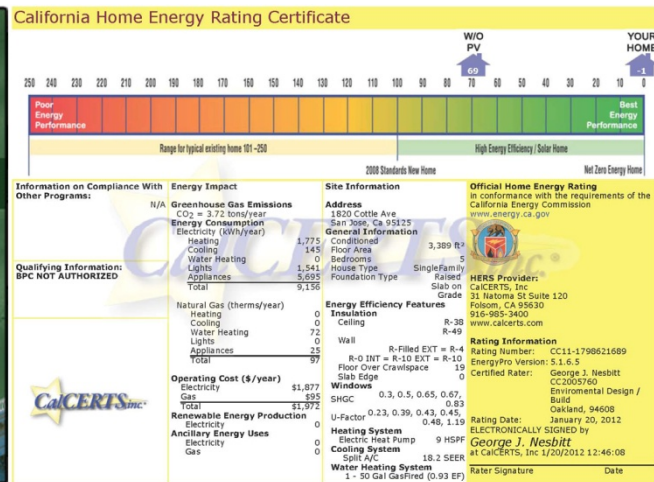 California Home Energy Rating Certificate
W/O
PV
69
YOUR
HOME
-1
250 240 230 220 210 200 190 180 170 160 150 140 130 120 110 100 90 80 70 60 50 40 30 20 10 0
Poor
Energy
Performance
Best
Energy
Performance
Range for typical existing home 101 -250
High Energy Efficiency / Solar Home
2008 Standards New Home
Net Zero Energy Home
Information on Compliance With
Other Programs:
N/A
Qualifying Information:
BPC NOT AUTHORIZED
CalCERTS, inc.
Energy Impact
Greenhouse Gas Emissions
CO2 = 3.72 tons/year
Energy Consumption
Electricity (kWh/year)
Heating 1,775
Cooling 145
Water Heating 0
Lights 1,541
Appliances 5,695
Total 9,156
Natural Gas (therms/year)
Heating 0
Cooling 0
Water Heating 72
Lights 0
Appliances 25
Total 97
Operating Cost ($/year)
Electricity $1,877
Gas $95
Total $1,972
Renewable Energy Production
Electricity 0
Ancillary Energy Uses
Electricity 0
Gas 0
Site Information
Address
1820 Cottle Ave
San Jose, Ca 95125
General Information
Conditioned
Floor Area 3,389 ft²
Bedrooms 5
House Type SingleFamily
Foundation Type Raised
Slab on
Grade
Energy Efficiency Features
Insulation
Ceiling R-38
R-49
Wall
R-Filled EXT = R-4
R-0 INT = R-10 EXT = R-10
Floor Over Crawlspace 19
Slab Edge 0
Windows
SHGC 0.3, 0.5, 0.65, 0.67,
0.83
U-Factor 0.23, 0.39, 0.43, 0.45,
0.48, 1.19
Heating System
Electric Heat Pump 9 HSPF
Cooling System
Split A/C 18.2 SEER
Water Heating System
1 - 50 Gal GasFired (0.93 EF)
Official Home Energy Rating
in conformance with the requirements of the
California Energy Commission
www.energy.ca.gov
HERS Provider:
CalCERTS, Inc
31 Natoma St Suite 120
Folsom, CA 95630
916-985-3400
www.calcerts.com
Rating Information
Rating Number: CC11-1798621689
EnergyPro Version: 5.1.6.5
Certified Rater: George J. Nesbitt
CC2005760
Enviromental Design /
Build
Oakland, 94608
Rating Date: January 20, 2012
ELECTRONICALLY SIGNED by
George J. Nesbitt
at CalCERTS, Inc 1/20/2012 12:46:08
Rater Signature Date
CalCERTS, inc.